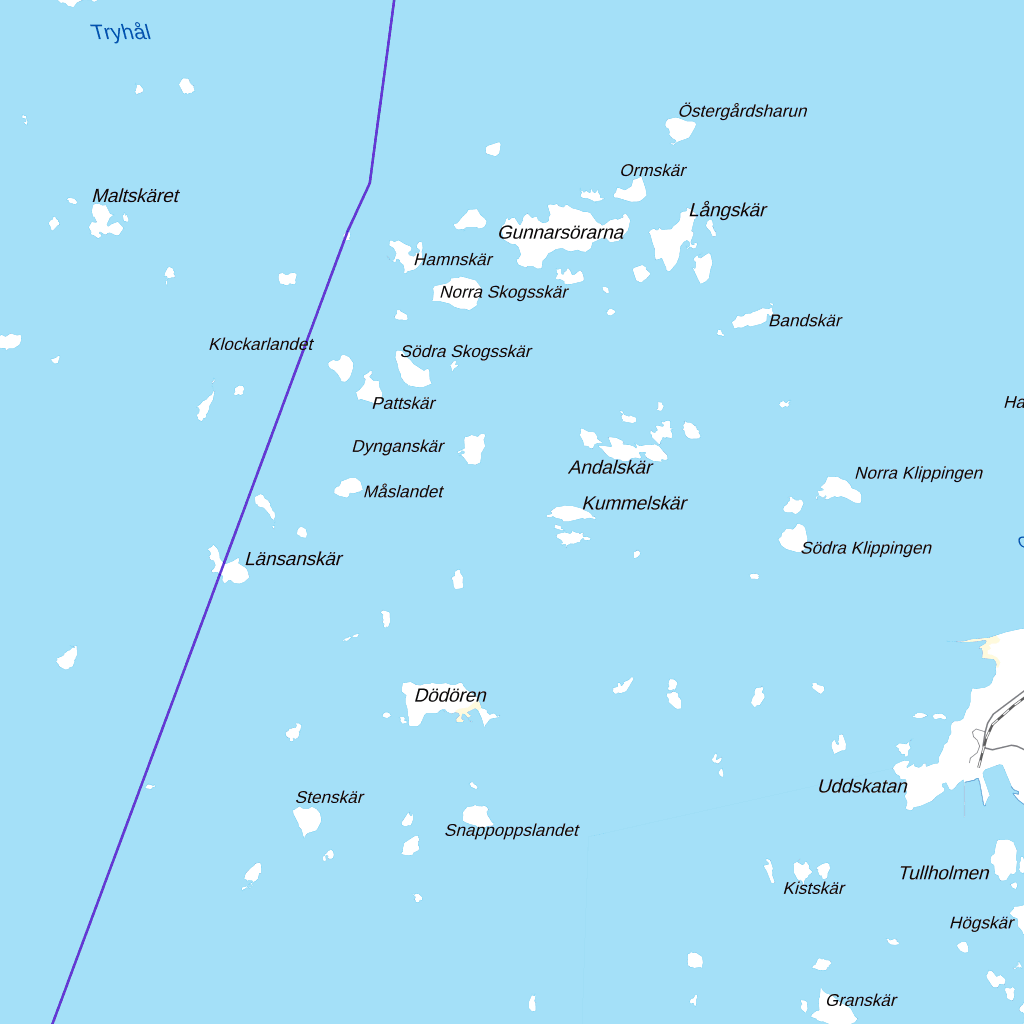 Tryhål
Östergårdsharun
Ormskär
Maltskäret
Långskär
Gunnarsörarna
Hamnskär
Norra Skogsskär
Bandskär
Klockarlandet
Södra Skogsskär
Pattskär
Ha
Dynganskär
Andalskär
Norra Klippingen
Måslandet
Kummelskär
Södra Klippingen
Länsanskär
Dödören
Uddskatan
Stenskär
Snappoppslandet
Tullholmen
Kistskär
Högskär
Granskär